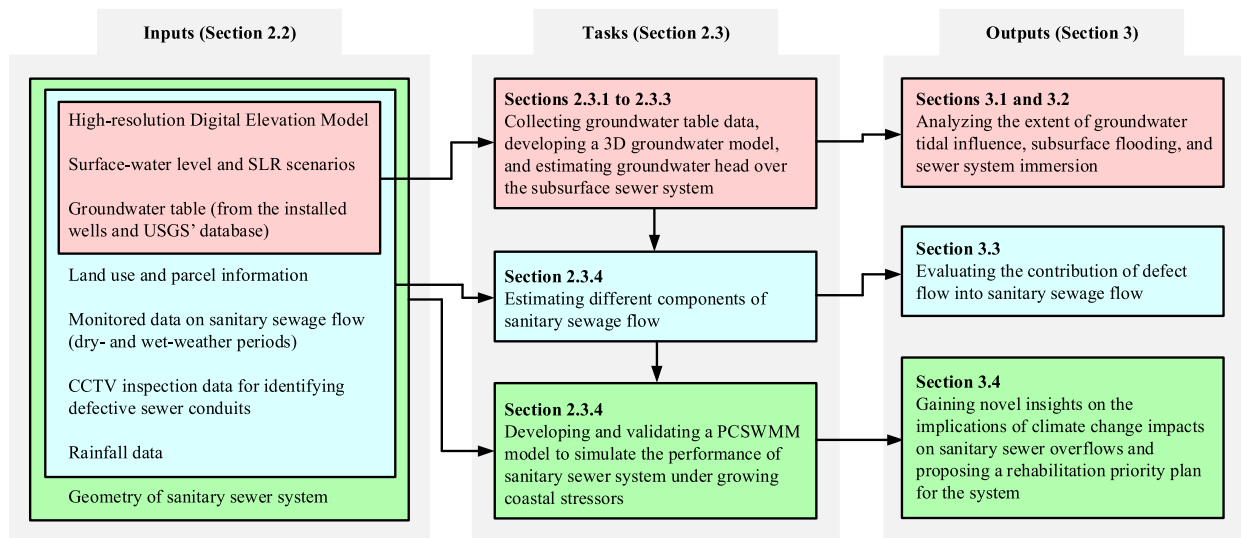 Inputs (Section 2.2)
High-resolution Digital Elevation Model
Surface-water level and SLR scenarios
Groundwater table (from the installed
wells and USGS' database)
Land use and parcel information
Monitored data on sanitary sewage flow
(dry- and wet-weather periods)
CCTV inspection data for identifying
defective sewer conduits
Rainfall data
Geometry of sanitary sewer system
Tasks (Section 2.3)
Sections 2.3.1 to 2.3.3
Collecting groundwater table data,
developing a 3D groundwater model,
and estimating groundwater head over
the subsurface sewer system
Section 2.3.4
Estimating different components of
sanitary sewage flow
Section 2.3.4
Developing and validating a PCSWMM
model to simulate the performance of
sanitary sewer system under growing
coastal stressors
Outputs (Section 3)
Sections 3.1 and 3.2
Analyzing the extent of groundwater
tidal influence, subsurface flooding, and
sewer system immersion
Section 3.3
Evaluating the contribution of defect
flow into sanitary sewage flow
Section 3.4
Gaining novel insights on the
implications of climate change impacts
on sanitary sewer overflows and
proposing a rehabilitation priority plan
for the system